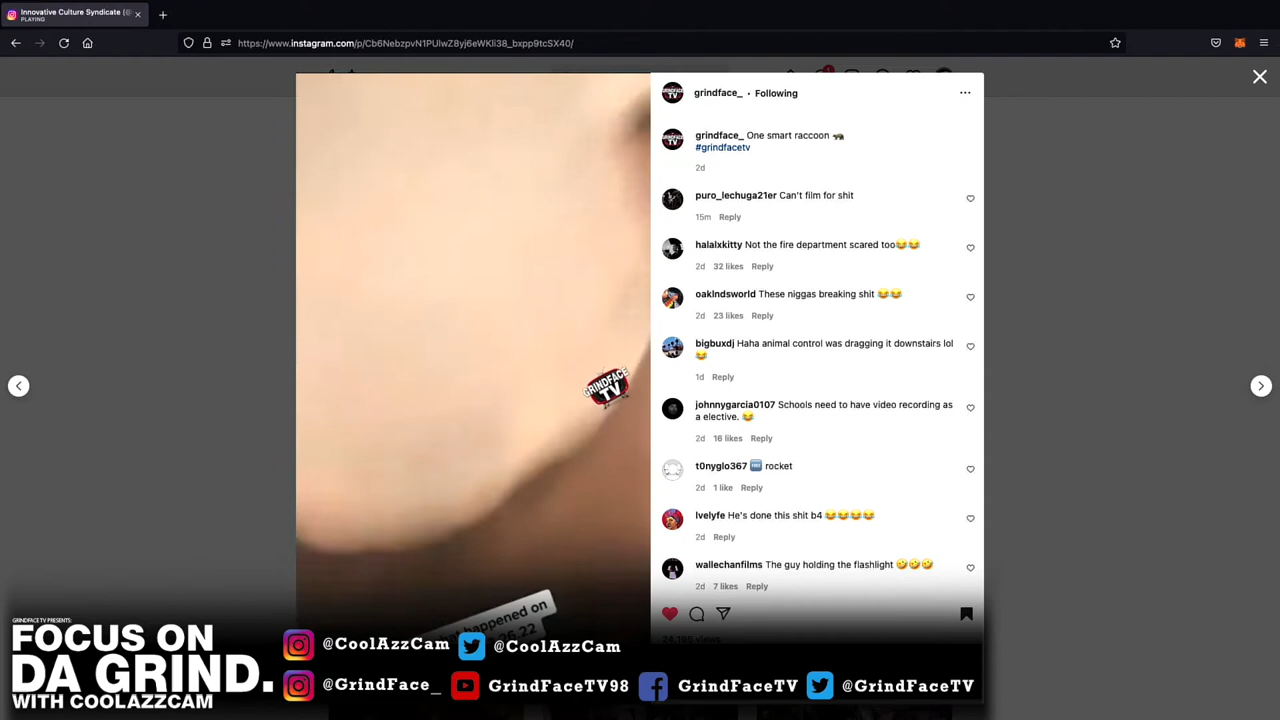 Innovative Culture Syndicate (@
PLAYING
https://www.instagram.com/p/Cb6NebzpvN1PUlwZ8yj6eWKli38_bxpp9tcSX40/
grindface_ • Following
grindface_ One smart raccoon 🦝
#grindfacetv
2d
puro_lechuga21er Can't film for shit
15m Reply
halalxkitty Not the fire department scared too😂😂
2d 32 likes Reply
oaklndsworld These niggas breaking shit 😂😂
2d 23 likes Reply
bigbuxdj Haha animal control was dragging it downstairs lol
😂
1d Reply
johnnygarcia0107 Schools need to have video recording as
a elective. 😂
2d 16 likes Reply
t0nyglo367 🆓 rocket
2d 1 like Reply
lvelyfe He's done this shit b4 😂😂😂😂
2d Reply
wallechanfilms The guy holding the flashlight 🤣🤣🤣
2d 7 likes Reply
24,195 views
GRINDFACE
TV
happened on
26.22
GRINDFACE TV PRESENTS:
FOCUS ON
DA GRIND.
WITH COOLAZZCAM
@CoolAzzCam
@CoolAzzCam
@GrindFace_
GrindFaceTV98
GrindFaceTV
@GrindFaceTV